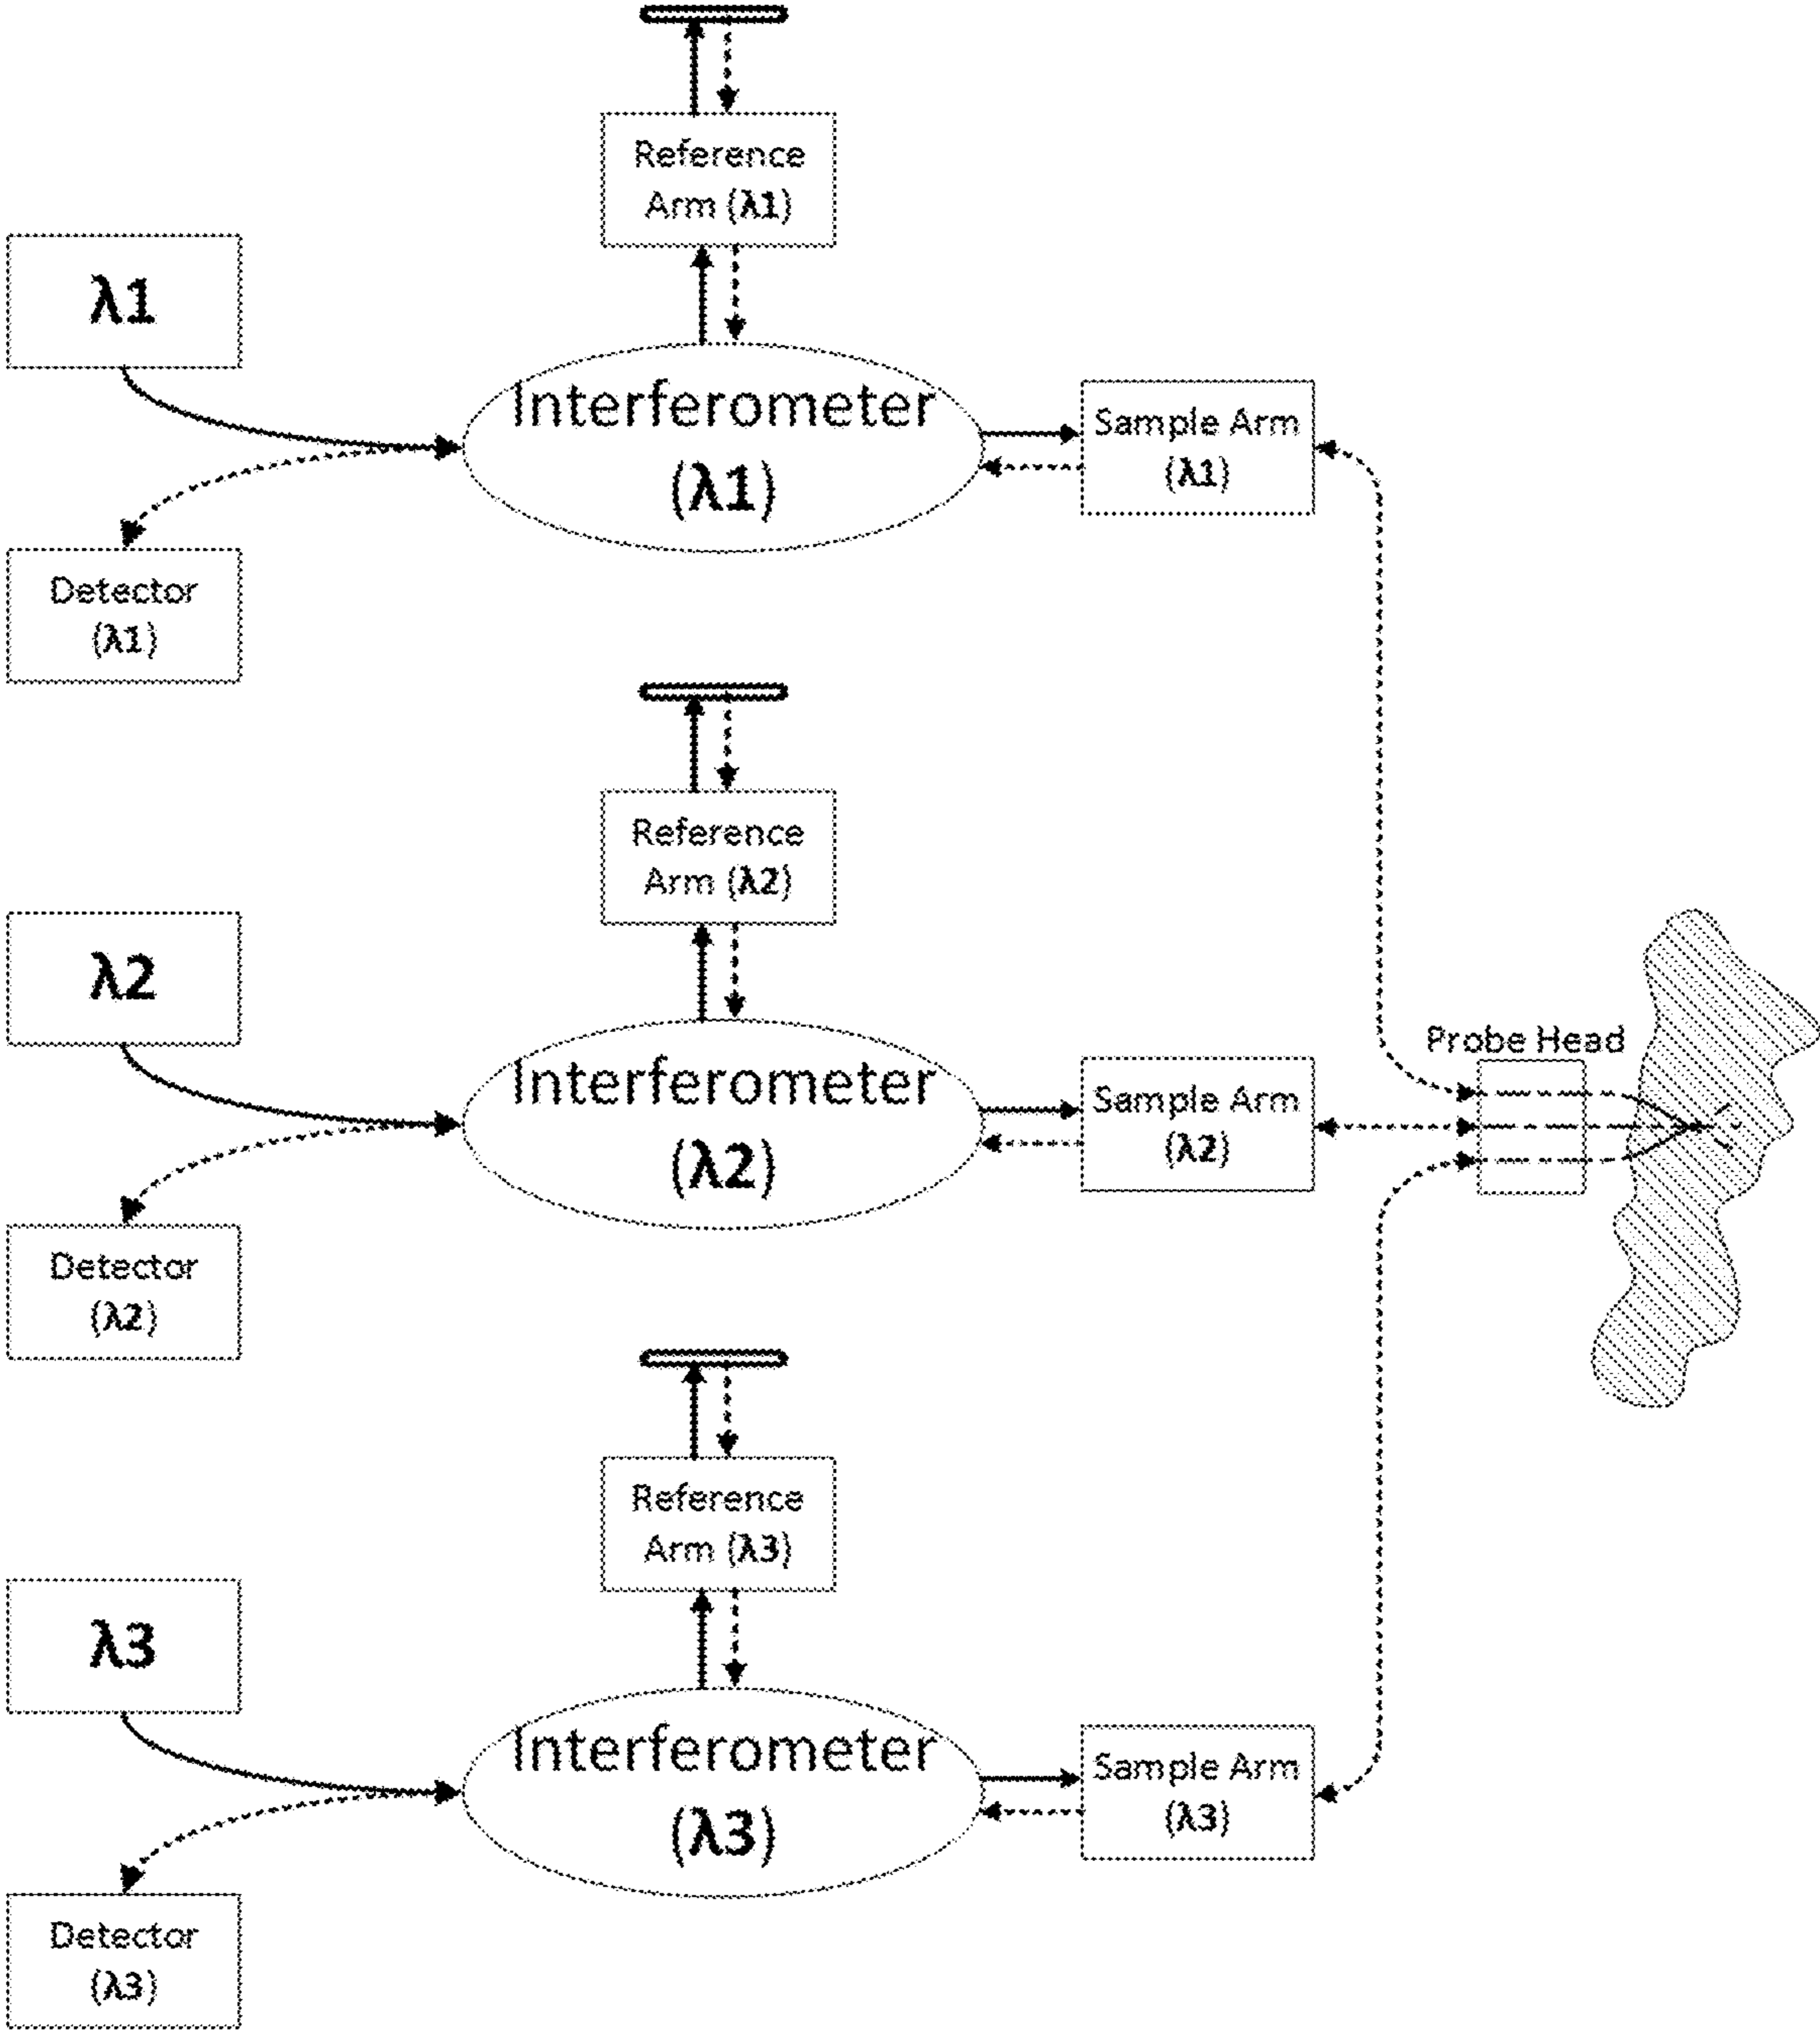 Reference
Arm (λ1)
λ1
Interferometer
(λ1)
Sample Arm
(λ1)
Detector
(λ1)
Reference
Arm (λ2)
λ2
Interferometer
(λ2)
Sample Arm
(λ2)
Probe Head
Detector
(λ2)
Reference
Arm (λ3)
λ3
Interferometer
(λ3)
Sample Arm
(λ3)
Detector
(λ3)